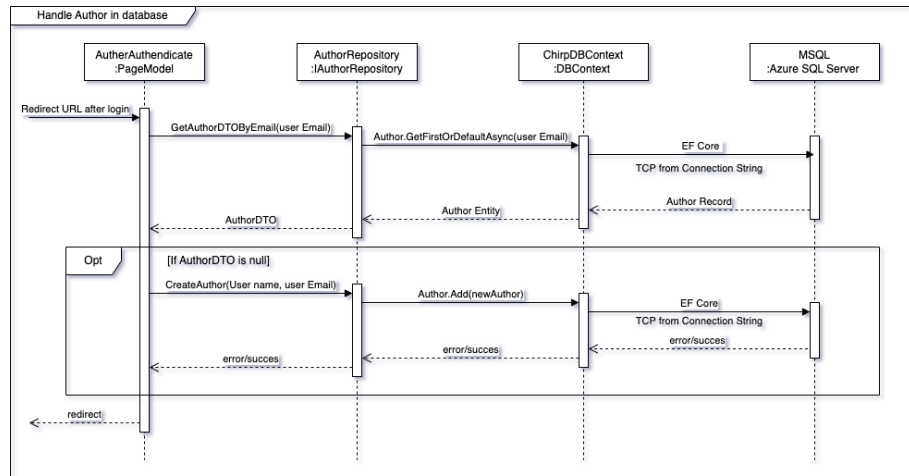 Handle Author in database
AutherAuthendicate
:PageModel
AuthorRepository
:IAuthorRepository
ChirpDBContext
:DBContext
MSQL
:Azure SQL Server
Redirect URL after login
GetAuthorDTOByEmail(user Email)
Author.GetFirstOrDefaultAsync(user Email)
EF Core
TCP from Connection String
Author Record
Author Entity
AuthorDTO
Opt
[If AuthorDTO is null]
CreateAuthor(User name, user Email)
Author.Add(newAuthor)
EF Core
TCP from Connection String
error/succes
error/succes
error/succes
redirect